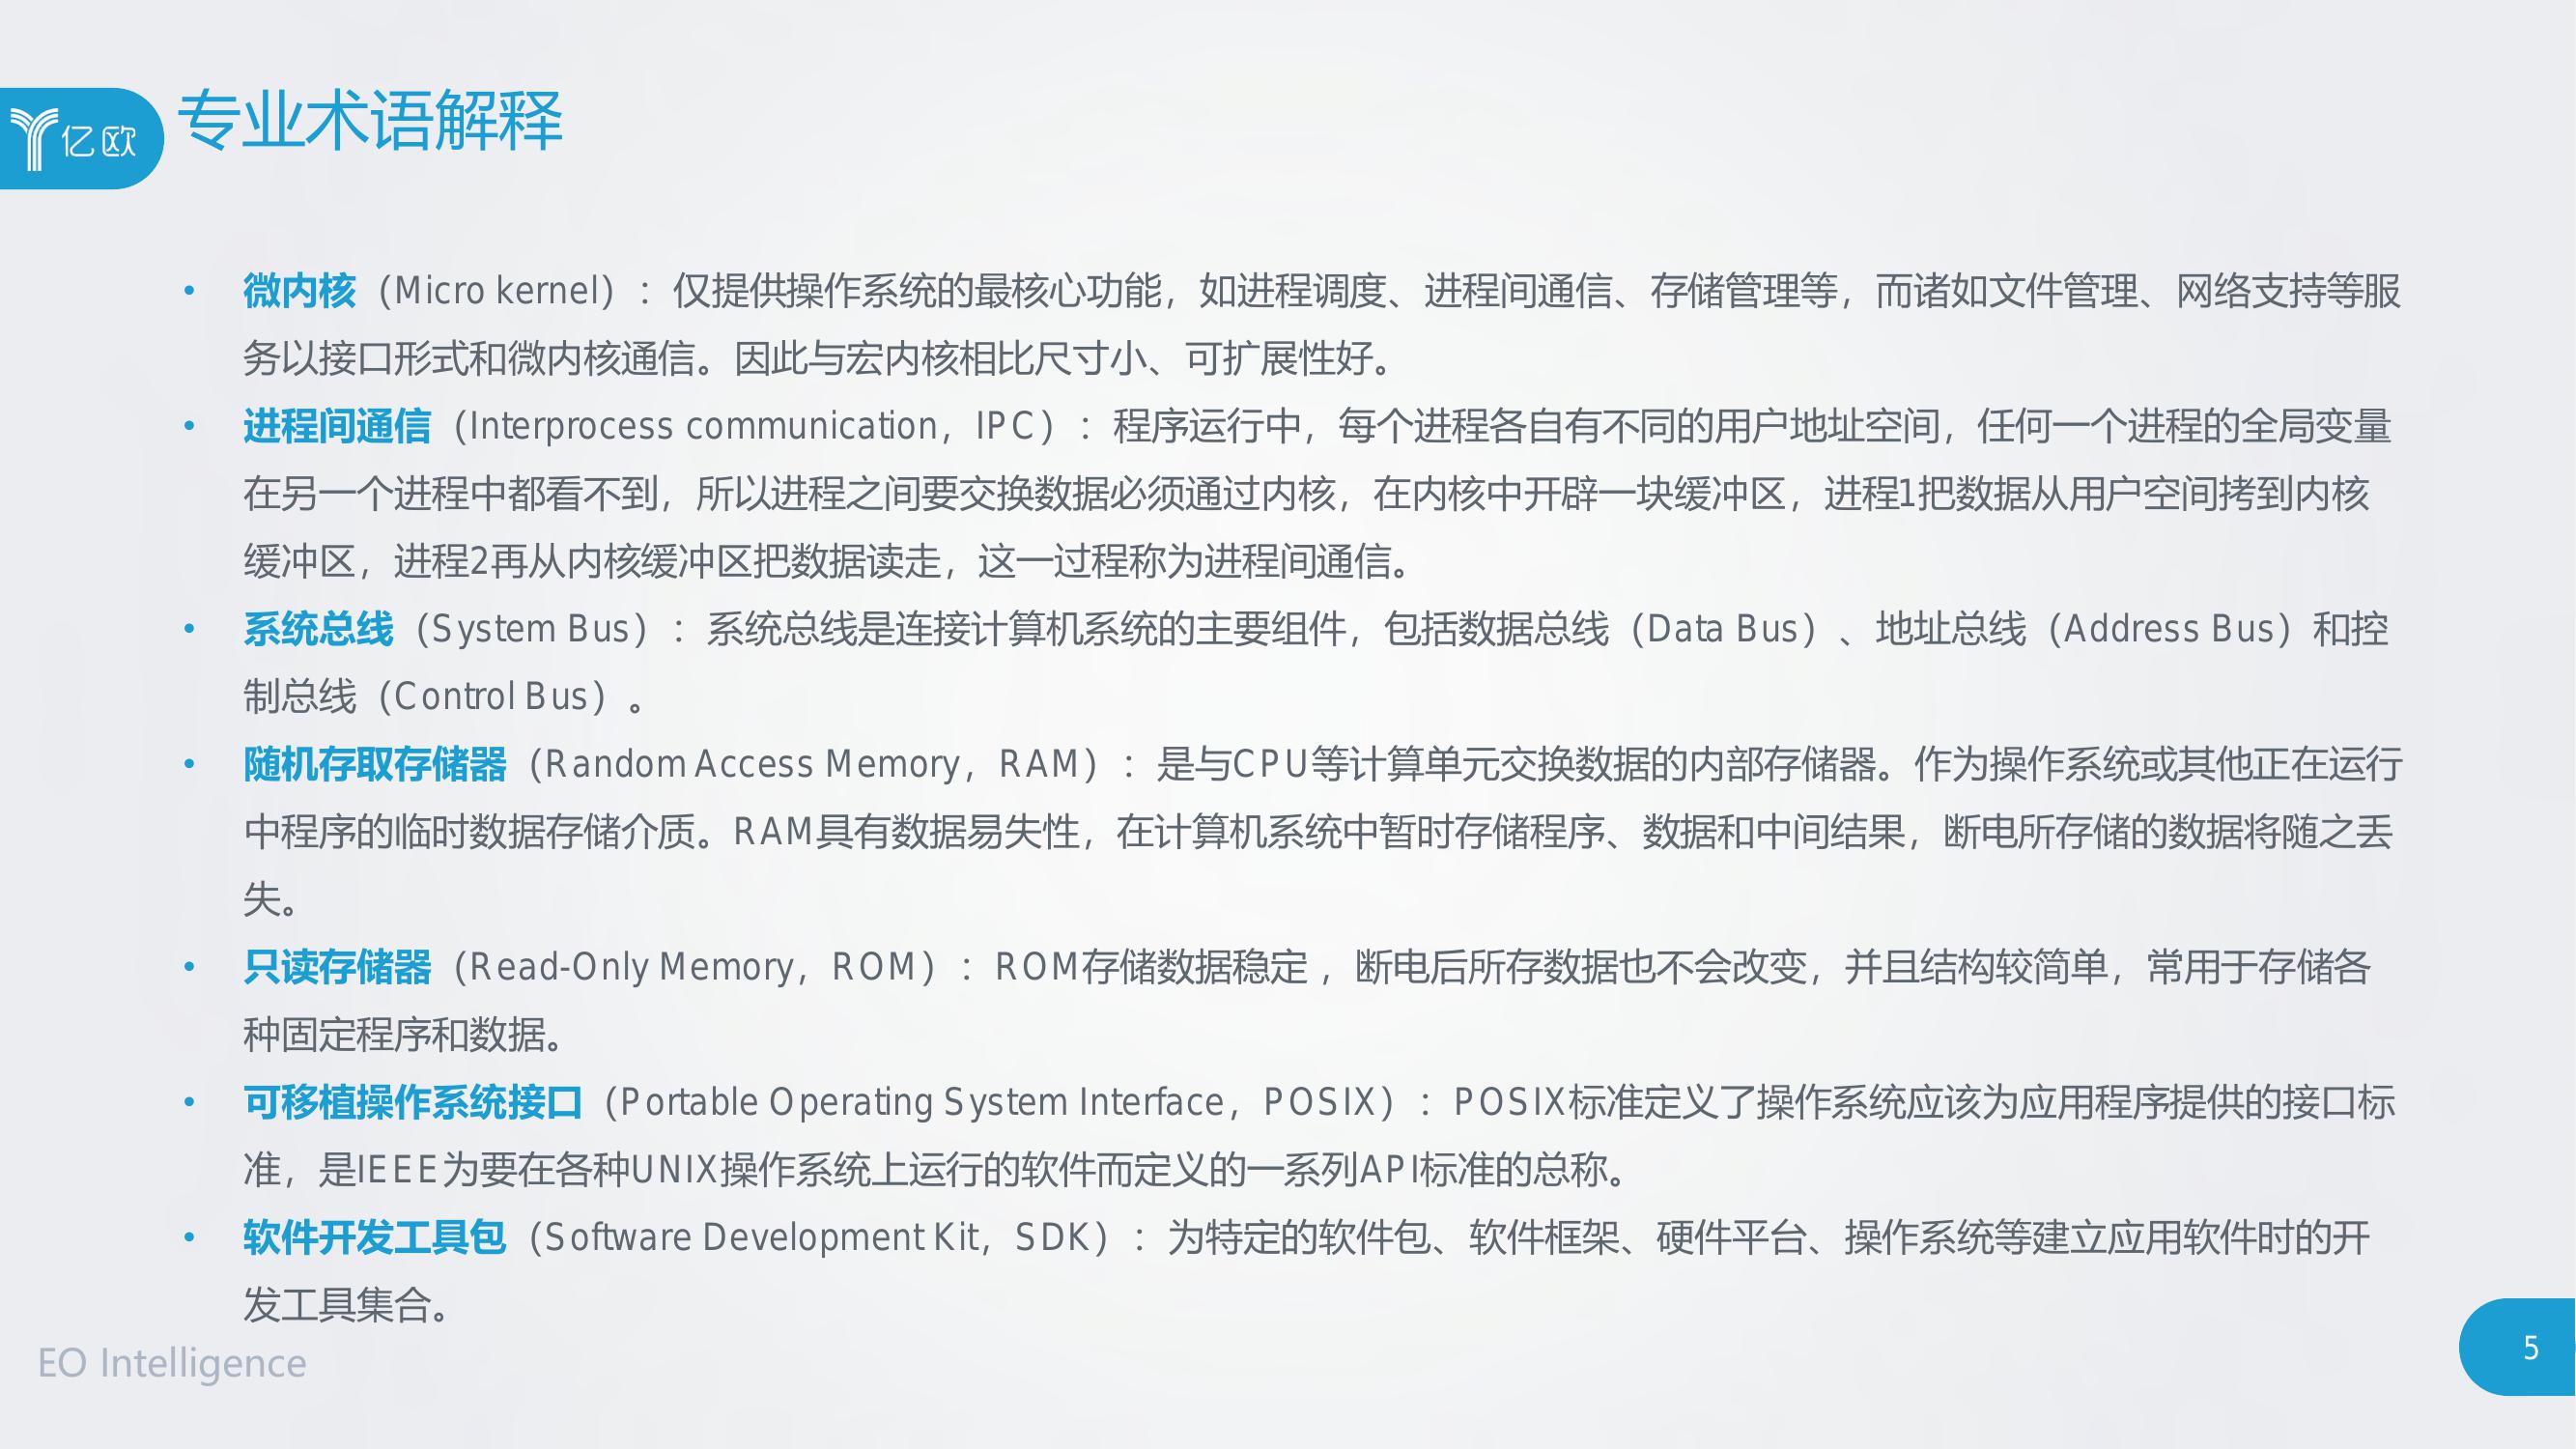 亿欧
专业术语解释
• 微内核（Micro kernel）：仅提供操作系统的最核心功能，如进程调度、进程间通信、存储管理等，而诸如文件管理、网络支持等服
务以接口形式和微内核通信。因此与宏内核相比尺寸小、可扩展性好。
• 进程间通信（Interprocess communication，IPC）：程序运行中，每个进程各自有不同的用户地址空间，任何一个进程的全局变量
在另一个进程中都看不到，所以进程之间要交换数据必须通过内核，在内核中开辟一块缓冲区，进程1把数据从用户空间拷到内核
缓冲区，进程2再从内核缓冲区把数据读走，这一过程称为进程间通信。
• 系统总线（System Bus）：系统总线是连接计算机系统的主要组件，包括数据总线（Data Bus）、地址总线（Address Bus）和控
制总线（Control Bus）。
• 随机存取存储器（Random Access Memory，RAM）：是与CPU等计算单元交换数据的内部存储器。作为操作系统或其他正在运行
中程序的临时数据存储介质。RAM具有数据易失性，在计算机系统中暂时存储程序、数据和中间结果，断电所存储的数据将随之丢
失。
• 只读存储器（Read-Only Memory，ROM）：ROM存储数据稳定 ，断电后所存数据也不会改变，并且结构较简单，常用于存储各
种固定程序和数据。
• 可移植操作系统接口（Portable Operating System Interface，POSIX）：POSIX标准定义了操作系统应该为应用程序提供的接口标
准，是IEEE为要在各种UNIX操作系统上运行的软件而定义的一系列API标准的总称。
• 软件开发工具包（Software Development Kit，SDK）：为特定的软件包、软件框架、硬件平台、操作系统等建立应用软件时的开
发工具集合。
EO Intelligence
5